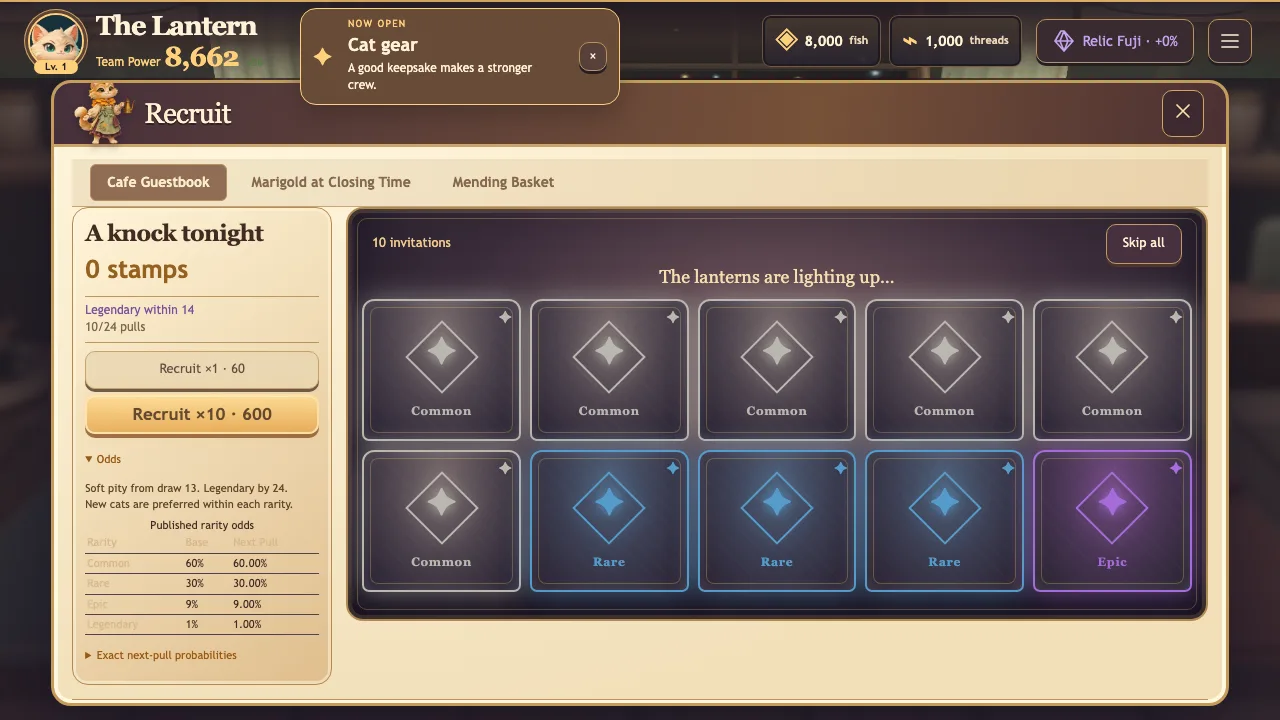 The Lantern
Team Power 8,662
Lv. 1
NOW OPEN
Cat gear
A good keepsake makes a stronger
crew.
×
8,000 fish
1,000 threads
Relic Fuji · +0%
Recruit
Cafe Guestbook
Marigold at Closing Time
Mending Basket
A knock tonight
0 stamps
Legendary within 14
10/24 pulls
Recruit ×1 · 60
Recruit ×10 · 600
▼ Odds
Soft pity from draw 13. Legendary by 24.
New cats are preferred within each rarity.
Published rarity odds
Rarity Base Next Pull
Common 60% 60.00%
Rare 30% 30.00%
Epic 9% 9.00%
Legendary 1% 1.00%
▶ Exact next-pull probabilities
10 invitations
Skip all
The lanterns are lighting up...
Common Common Common Common Common
Common Rare Rare Rare Epic